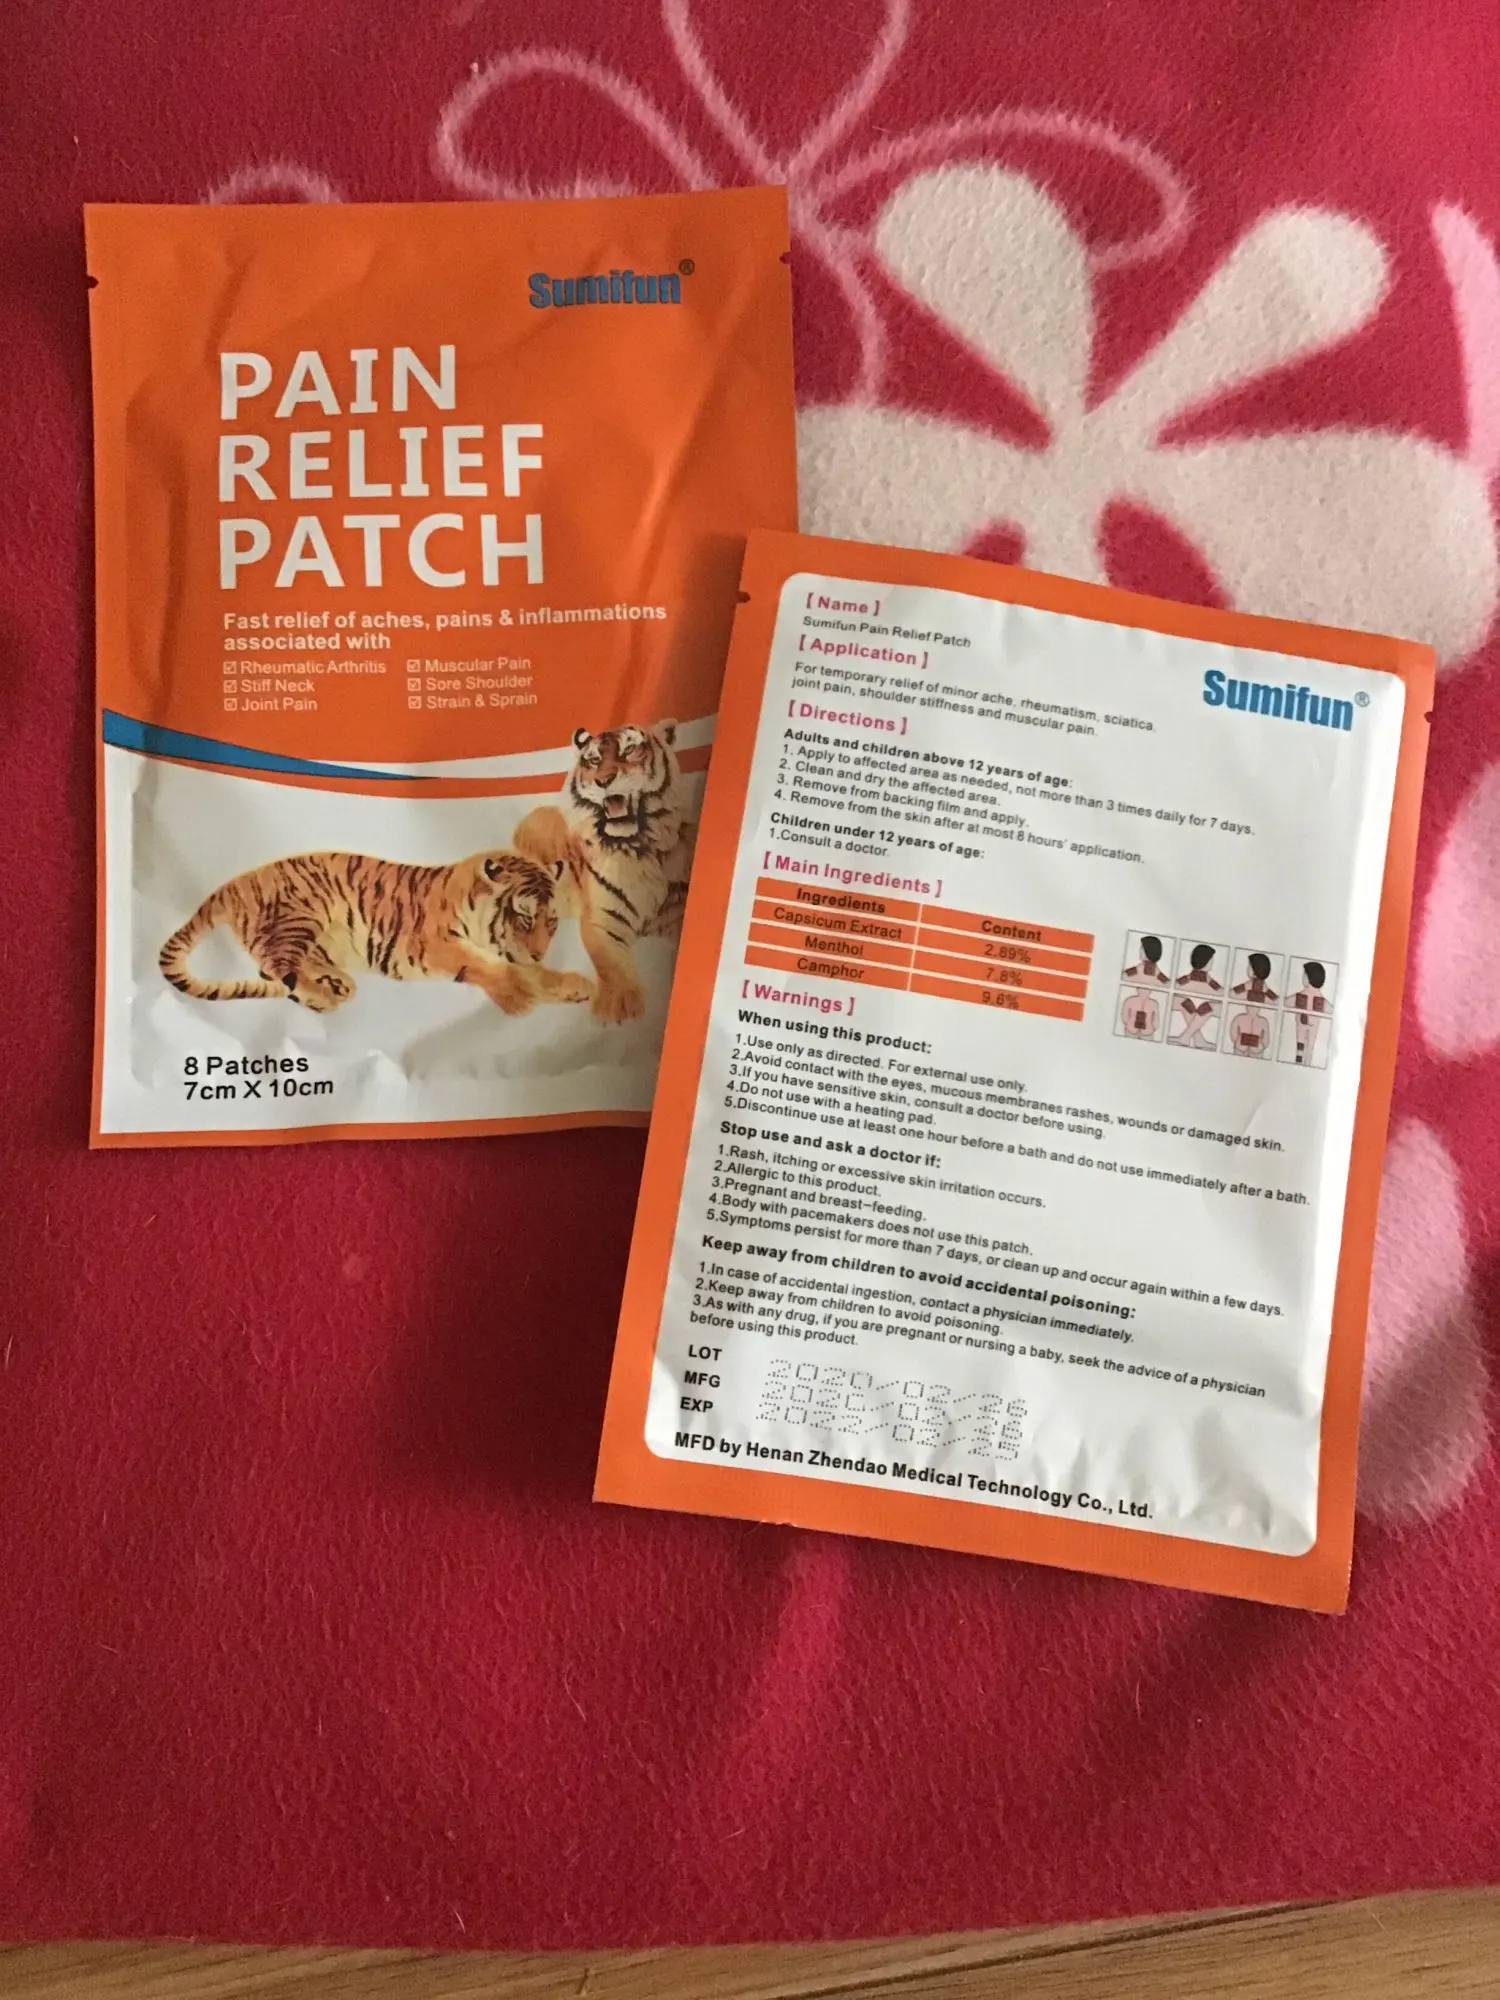 Sumifun®
PAIN
RELIEF
PATCH
Fast relief of aches, pains & inflammations
associated with
☑ Rheumatic Arthritis ☑ Muscular Pain
☑ Stiff Neck ☑ Sore Shoulder
☑ Joint Pain ☑ Strain & Sprain
8 Patches
7cm X 10cm
【Name】
Sumifun Pain Relief Patch
【Application】
For temporary relief of minor ache, rheumatism, sciatica,
joint pain, shoulder stiffness and muscular pain.
Sumifun®
【Directions】
Adults and children above 12 years of age:
1. Apply to affected area as needed, not more than 3 times daily for 7 days.
2. Clean and dry the affected area.
3. Remove from backing film and apply.
4. Remove from the skin after at most 8 hours' application.
Children under 12 years of age:
1.Consult a doctor.
【Main Ingredients】
Ingredients Content
Capsicum Extract 2.89%
Menthol 7.8%
Camphor 9.6%
【Warnings】
When using this product:
1.Use only as directed. For external use only.
2.Avoid contact with the eyes, mucous membranes rashes, wounds or damaged skin.
3.If you have sensitive skin, consult a doctor before using.
4.Do not use with a heating pad.
5.Discontinue use at least one hour before a bath and do not use immediately after a bath.
Stop use and ask a doctor if:
1.Rash, itching or excessive skin irritation occurs.
2.Allergic to this product.
3.Pregnant and breast-feeding.
4.Body with pacemakers does not use this patch.
5.Symptoms persist for more than 7 days, or clean up and occur again within a few days.
Keep away from children to avoid accidental poisoning:
1.In case of accidental ingestion, contact a physician immediately.
2.Keep away from children to avoid poisoning.
3.As with any drug, if you are pregnant or nursing a baby, seek the advice of a physician
before using this product.
LOT 2020/02/26
MFG 2020/02/26
EXP 2022/02/25
MFD by Henan Zhendao Medical Technology Co., Ltd.